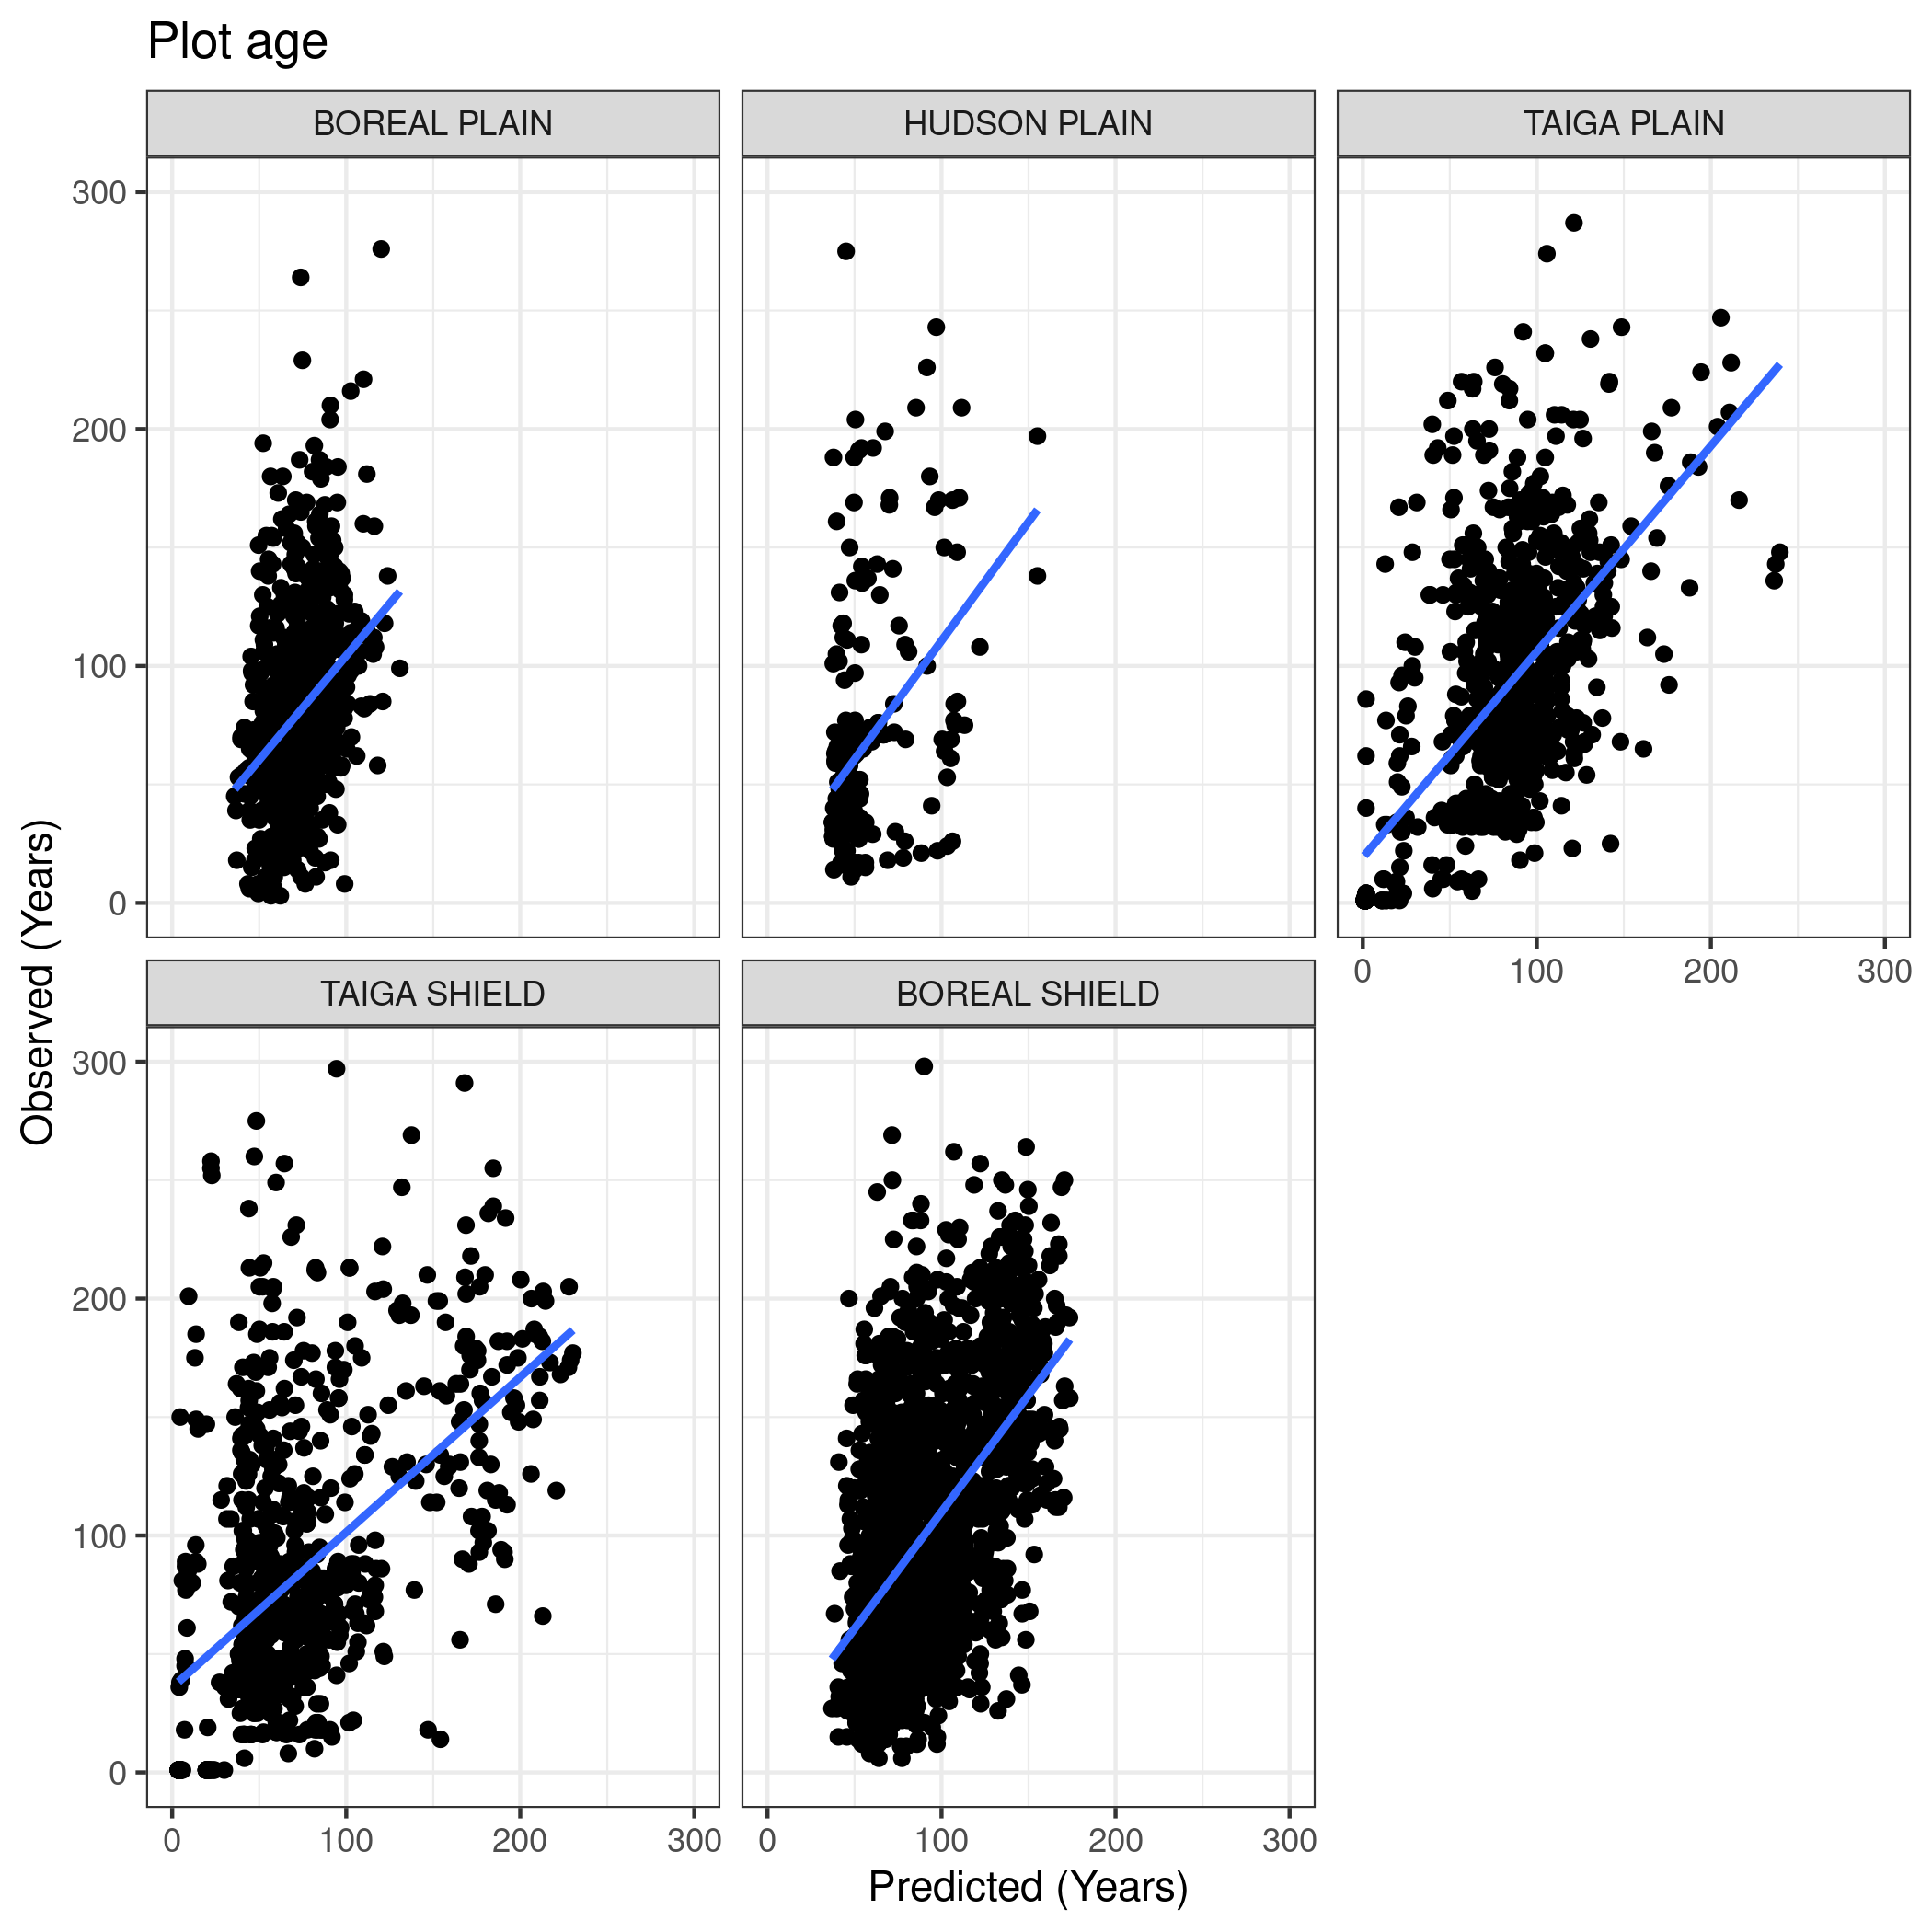 Plot age
BOREAL PLAIN
HUDSON PLAIN
TAIGA PLAIN
300
200
100
0
0 100 200 300
TAIGA SHIELD
BOREAL SHIELD
300
200
100
0
0 100 200 300
0 100 200 300
Observed (Years)
Predicted (Years)